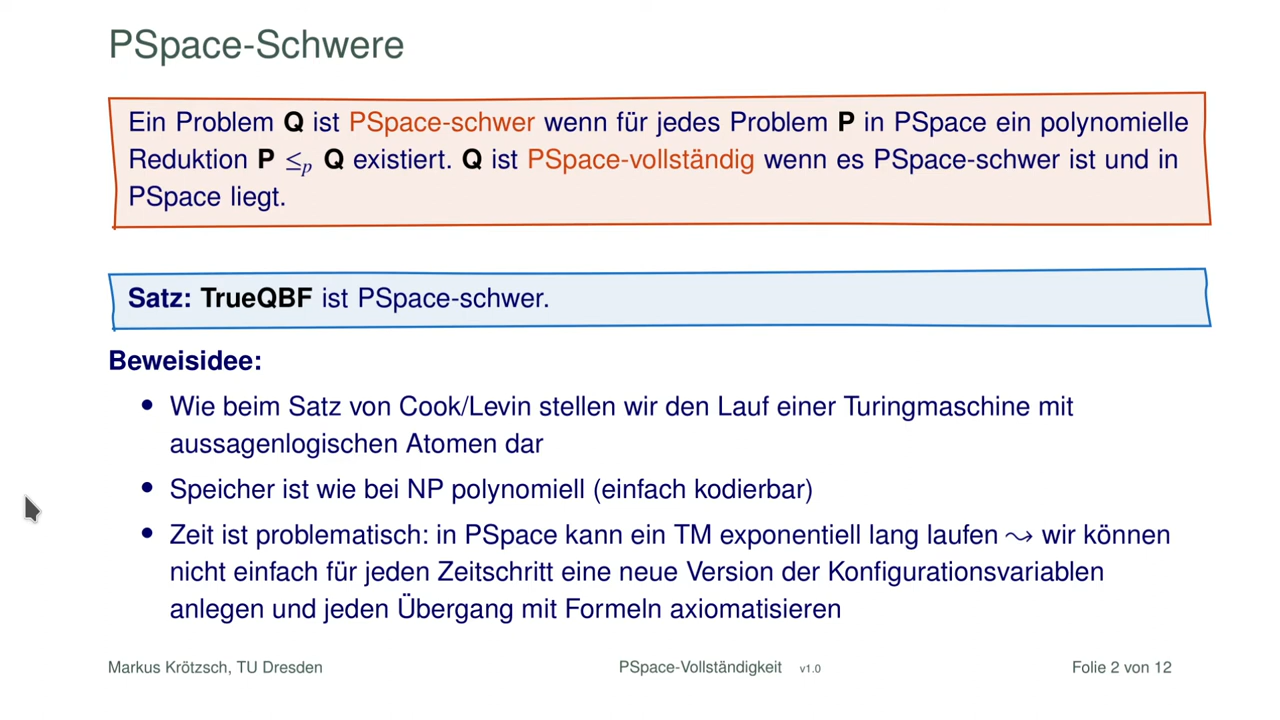 PSpace-Schwere
Ein Problem Q ist PSpace-schwer wenn für jedes Problem P in PSpace ein polynomielle
Reduktion P ≤p Q existiert. Q ist PSpace-vollständig wenn es PSpace-schwer ist und in
PSpace liegt.
Satz: TrueQBF ist PSpace-schwer.
Beweisidee:
• Wie beim Satz von Cook/Levin stellen wir den Lauf einer Turingmaschine mit
aussagenlogischen Atomen dar
• Speicher ist wie bei NP polynomiell (einfach kodierbar)
• Zeit ist problematisch: in PSpace kann ein TM exponentiell lang laufen ⤳ wir können
nicht einfach für jeden Zeitschritt eine neue Version der Konfigurationsvariablen
anlegen und jeden Übergang mit Formeln axiomatisieren
Markus Krötzsch, TU Dresden PSpace-Vollständigkeit v1.0 Folie 2 von 12